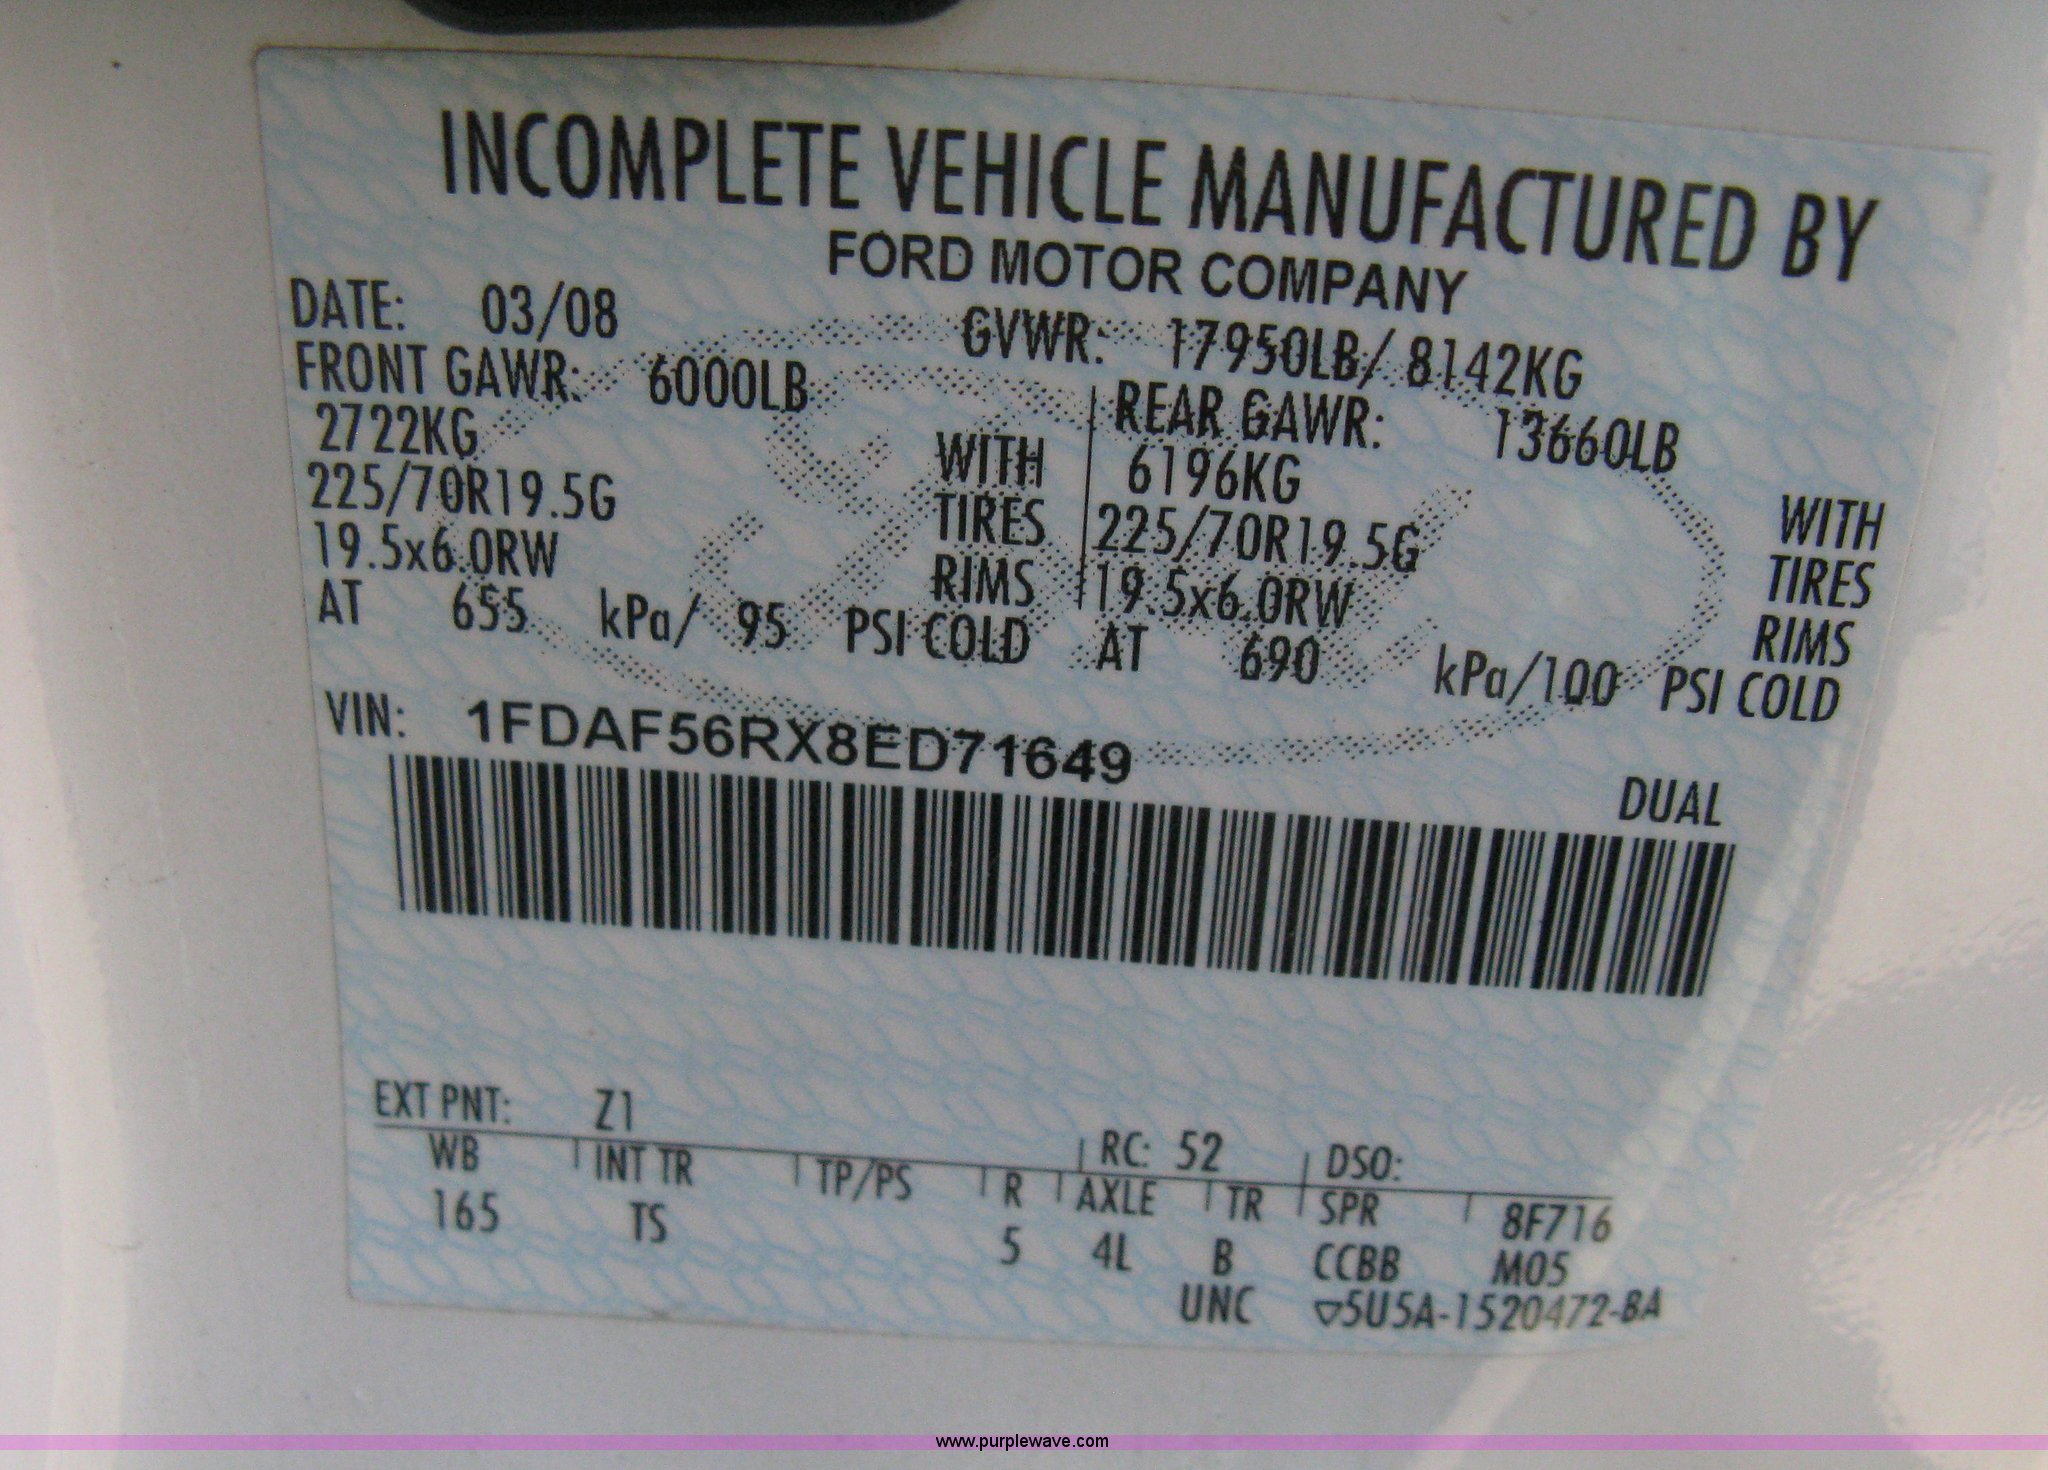 INCOMPLETE VEHICLE MANUFACTURED BY
FORD MOTOR COMPANY
DATE: 03/08 GVWR: 17950LB/ 8142KG
FRONT GAWR: 6000LB REAR GAWR: 13660LB
2722KG WITH 6196KG WITH
225/70R19.5G TIRES 225/70R19.5G TIRES
19.5x6.0RW RIMS 19.5x6.0RW RIMS
AT 655 kPa/ 95 PSI COLD AT 690 kPa/100 PSI COLD
VIN: 1FDAF56RX8ED71649
DUAL
EXT PNT: Z1 RC: 52 DSO:
WB INT TR TP/PS R AXLE TR SPR 8F716
165 TS 5 4L B CCBB M05
UNC ▽5U5A-1520472-BA
www.purplewave.com